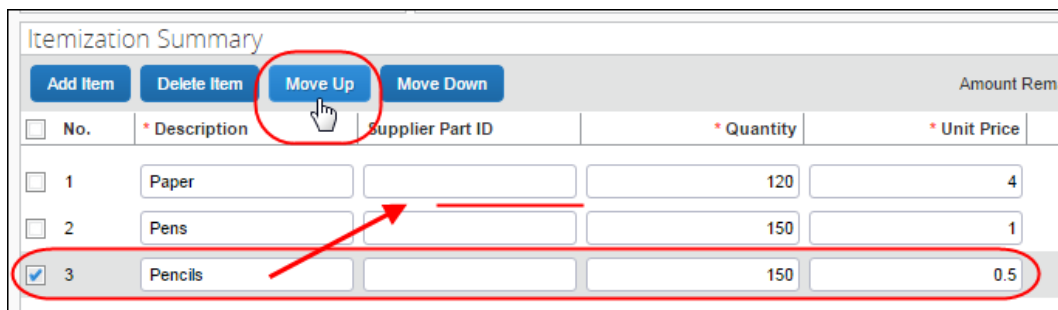 Itemization Summary
Add Item Delete Item Move Up Move Down Amount Rem
No. * Description Supplier Part ID * Quantity * Unit Price
1 Paper 120 4
2 Pens 150 1
3 Pencils 150 0.5